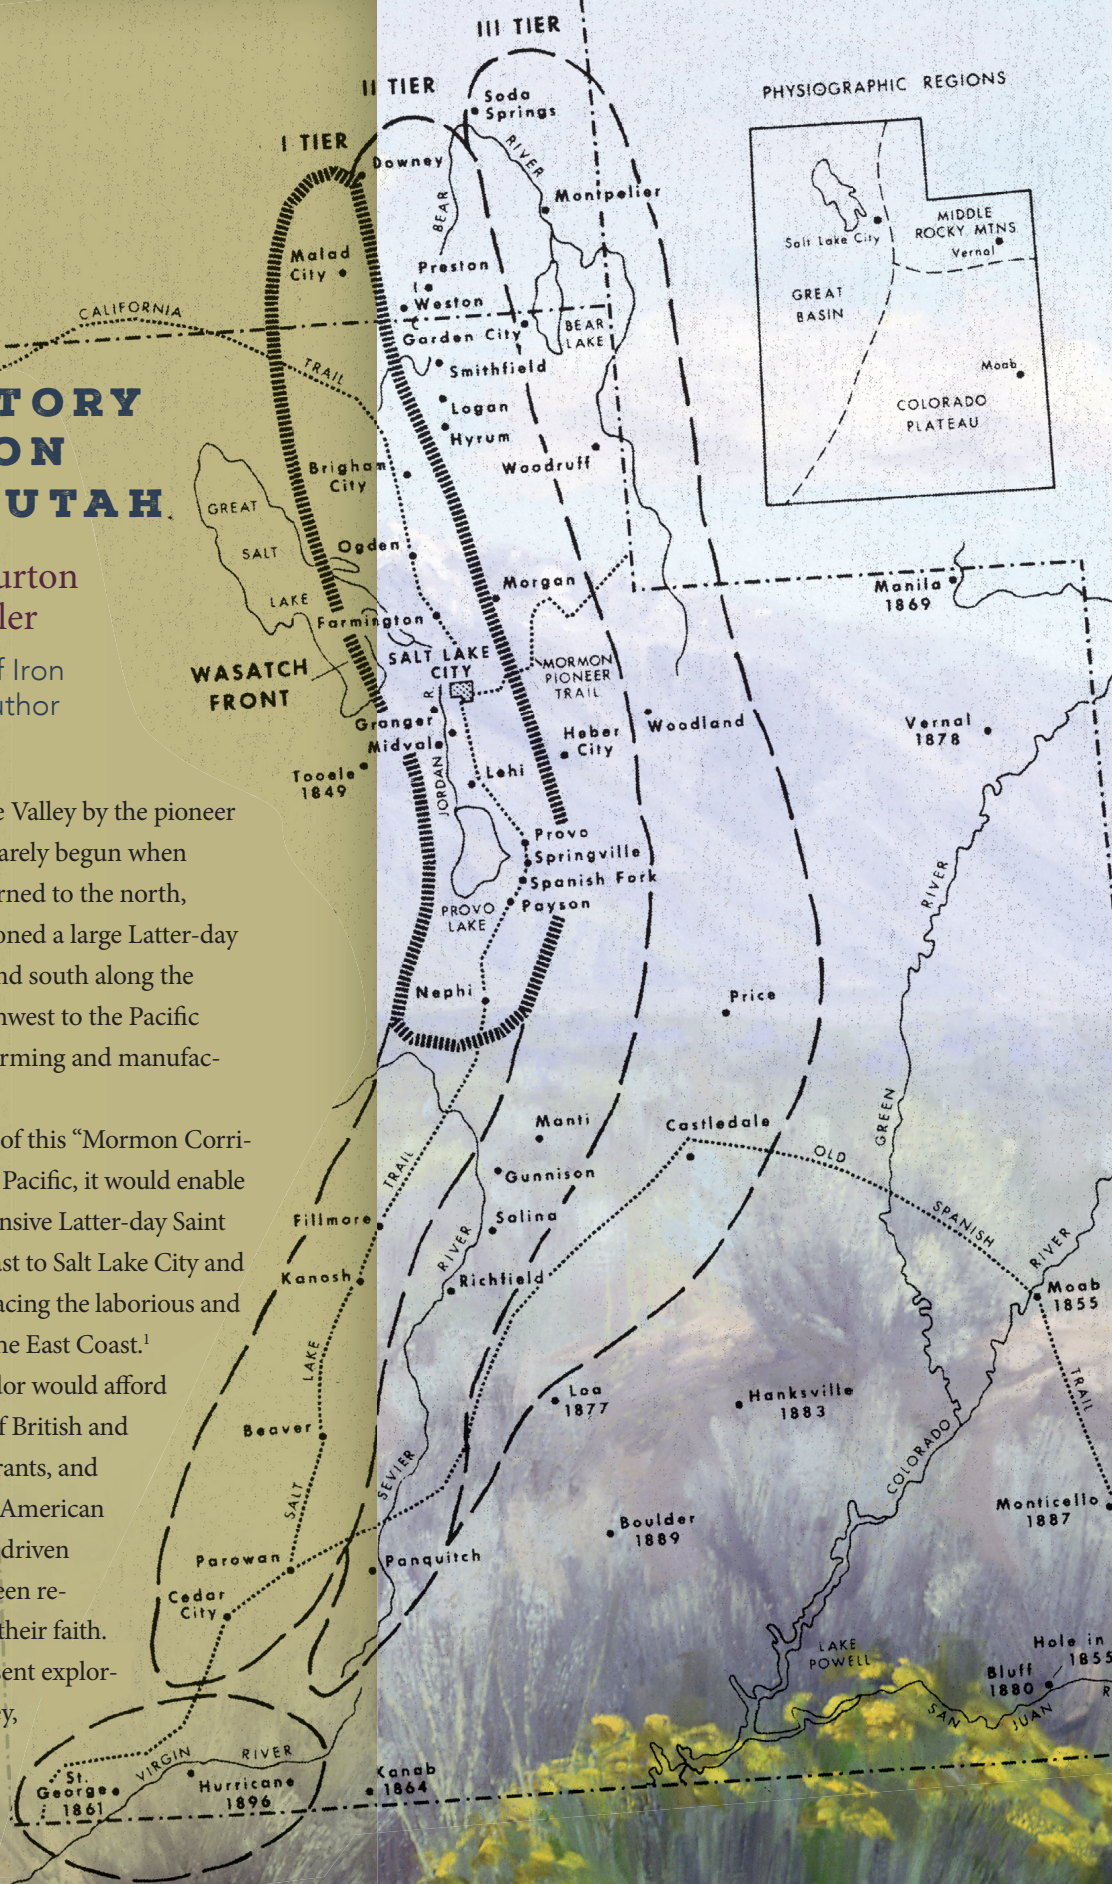 III TIER
II TIER
I TIER
Soda
Springs
Downey
RIVER
BEAR
Montpelier
Malad
City
Preston
Weston
CALIFORNIA
TRAIL
Garden City
BEAR
LAKE
Smithfield
Logan
Hyrum
Woodruff
Brigham
City
GREAT
SALT
LAKE
Ogden
Morgan
Farmington
SALT LAKE
CITY
MORMON
PIONEER
TRAIL
WASATCH
FRONT
Granger
JORDAN
R.
Midvale
Heber
City
Woodland
Tooele
1849
Lehi
Provo
Springville
Spanish Fork
Payson
PROVO
LAKE
Nephi
Price
Manti
Castledale
Gunnison
Salina
Fillmore
TRAIL
RIVER
Kanosh
Richfield
LAKE
Beaver
SALT
SEVIER
Loa
1877
Hanksville
1883
Parowan
Panquitch
Boulder
1889
Cedar
City
VIRGIN
RIVER
St.
George
1861
Hurricane
1896
Kanab
1864
PHYSIOGRAPHIC REGIONS
Salt Lake City
MIDDLE
ROCKY MTNS
Vernal
GREAT
BASIN
Moab
COLORADO
PLATEAU
Manila
1869
Vernal
1878
RIVER
GREEN
OLD
SPANISH
TRAIL
RIVER
Moab
1855
COLORADO
Monticello
1887
LAKE
POWELL
Hole in
1855
Bluff
1880
SAN JUAN
R
TORY
ON
UTAH
urton
ler
f Iron
uthor
e Valley by the pioneer
arely begun when
rned to the north,
oned a large Latter-day
nd south along the
nwest to the Pacific
rming and manufac-
of this “Mormon Corri-
Pacific, it would enable
nsive Latter-day Saint
ast to Salt Lake City and
acing the laborious and
ne East Coast.1
dor would afford
f British and
rants, and
American
driven
een re-
their faith.
sent explor-
y,